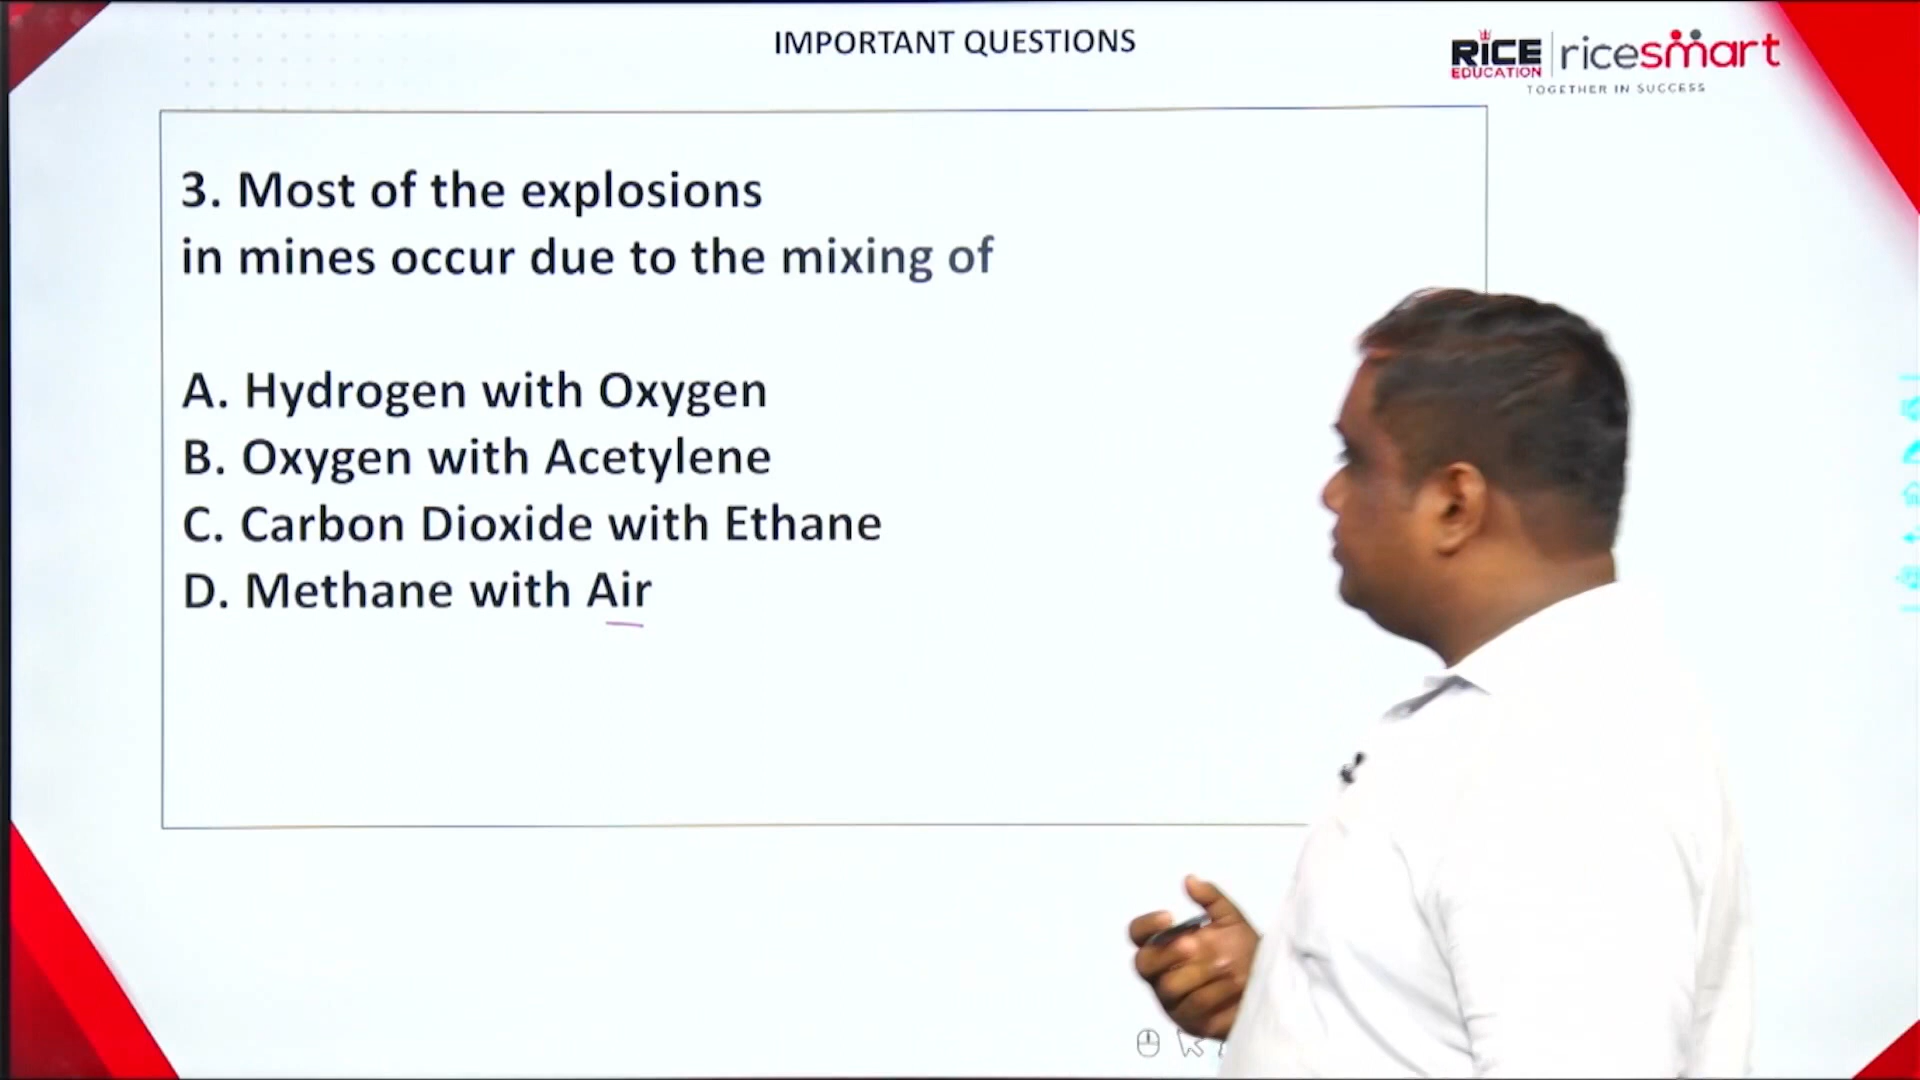 IMPORTANT QUESTIONS
RICE
EDUCATION
ricesmart
TOGETHER IN SUCCESS
3. Most of the explosions
in mines occur due to the mixing of
A. Hydrogen with Oxygen
B. Oxygen with Acetylene
C. Carbon Dioxide with Ethane
D. Methane with Air